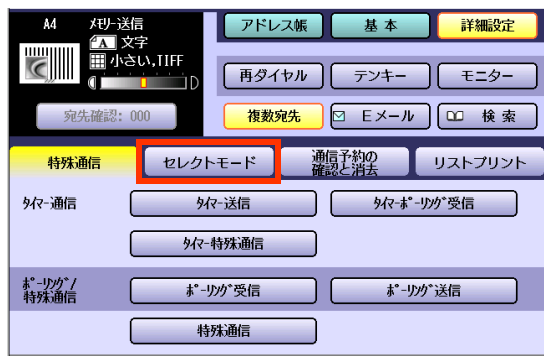 A4 ﾒﾓﾘｰ送信
A 文字
小さい,TIFF
D
宛先確認: 000
アドレス帳 基本 詳細設定
再ダイヤル テンキー モニター
複数宛先 Eメール 検索
特殊通信 セレクトモード 通信予約の
確認と消去 リストプリント
ﾀｲﾏｰ通信 ﾀｲﾏｰ送信 ﾀｲﾏｰﾎﾟｰﾘﾝｸﾞ受信
ﾀｲﾏｰ特殊通信
ﾎﾟｰﾘﾝｸﾞ/
特殊通信 ﾎﾟｰﾘﾝｸﾞ受信 ﾎﾟｰﾘﾝｸﾞ送信
特殊通信